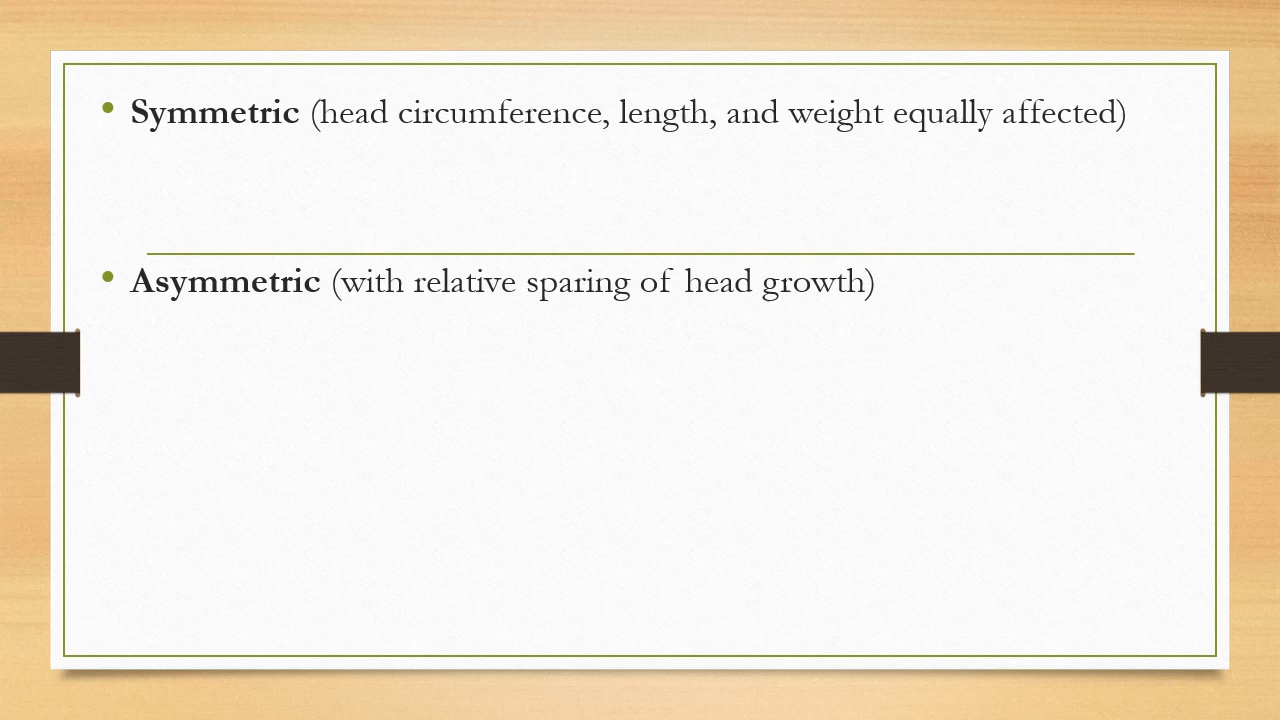 • Symmetric (head circumference, length, and weight equally affected)
• Asymmetric (with relative sparing of head growth)